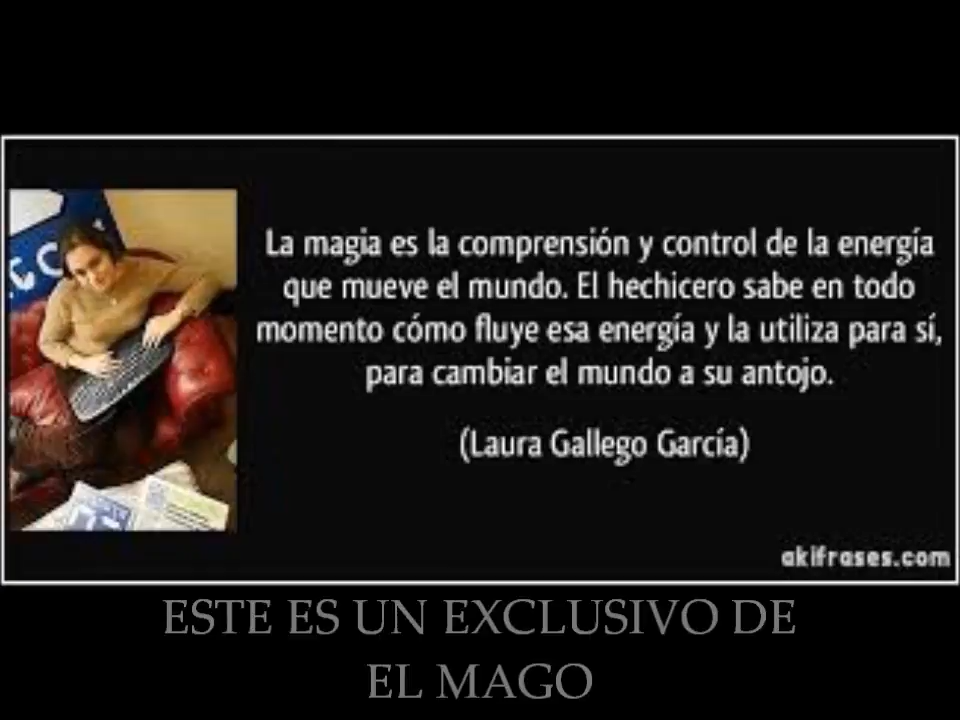 La magia es la comprensión y control de la energía
que mueve el mundo. El hechicero sabe en todo
momento cómo fluye esa energía y la utiliza para sí,
para cambiar el mundo a su antojo.
(Laura Gallego García)
akifrases.com
ESTE ES UN EXCLUSIVO DE
EL MAGO